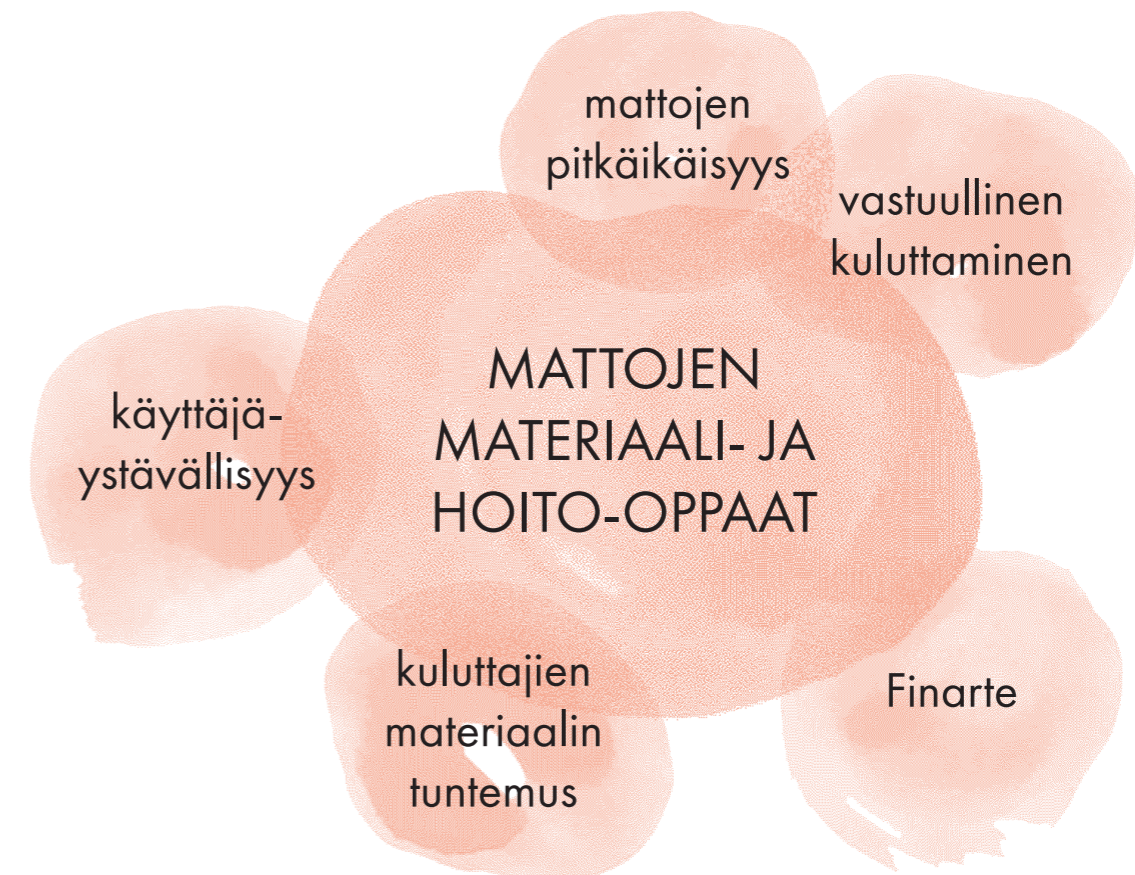 mattojen
pitkäikäisyys
vastuullinen
kuluttaminen
MATTOJEN
MATERIAALI- JA
HOITO-OPPAAT
käyttäjä-
ystävällisyys
kuluttajien
materiaalin
tuntemus
Finarte